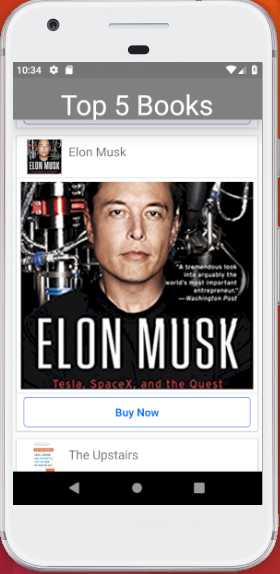 10:34
Top 5 Books
ELON MUSK
Elon Musk
"A tremendous look
into arguably the
world's most important
entrepreneur."
—Washington Post
ELON MUSK
Tesla, SpaceX, and the Quest
Buy Now
The Upstairs